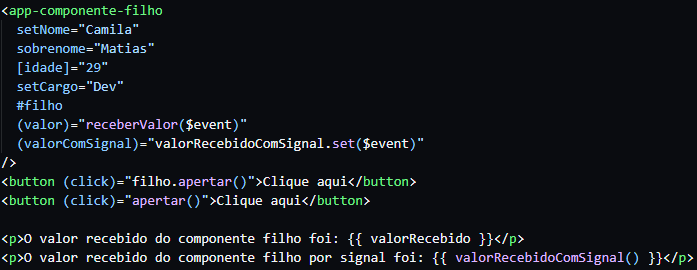 <app-componente-filho
setNome="Camila"
sobrenome="Matias"
[idade]="29"
setCargo="Dev"
#filho
(valor)="receberValor($event)"
(valorComSignal)="valorRecebidoComSignal.set($event)"
/>
<button (click)="filho.apertar()">Clique aqui</button>
<button (click)="apertar()">Clique aqui</button>
<p>O valor recebido do componente filho foi: {{ valorRecebido }}</p>
<p>O valor recebido do componente filho por signal foi: {{ valorRecebidoComSignal() }}</p>